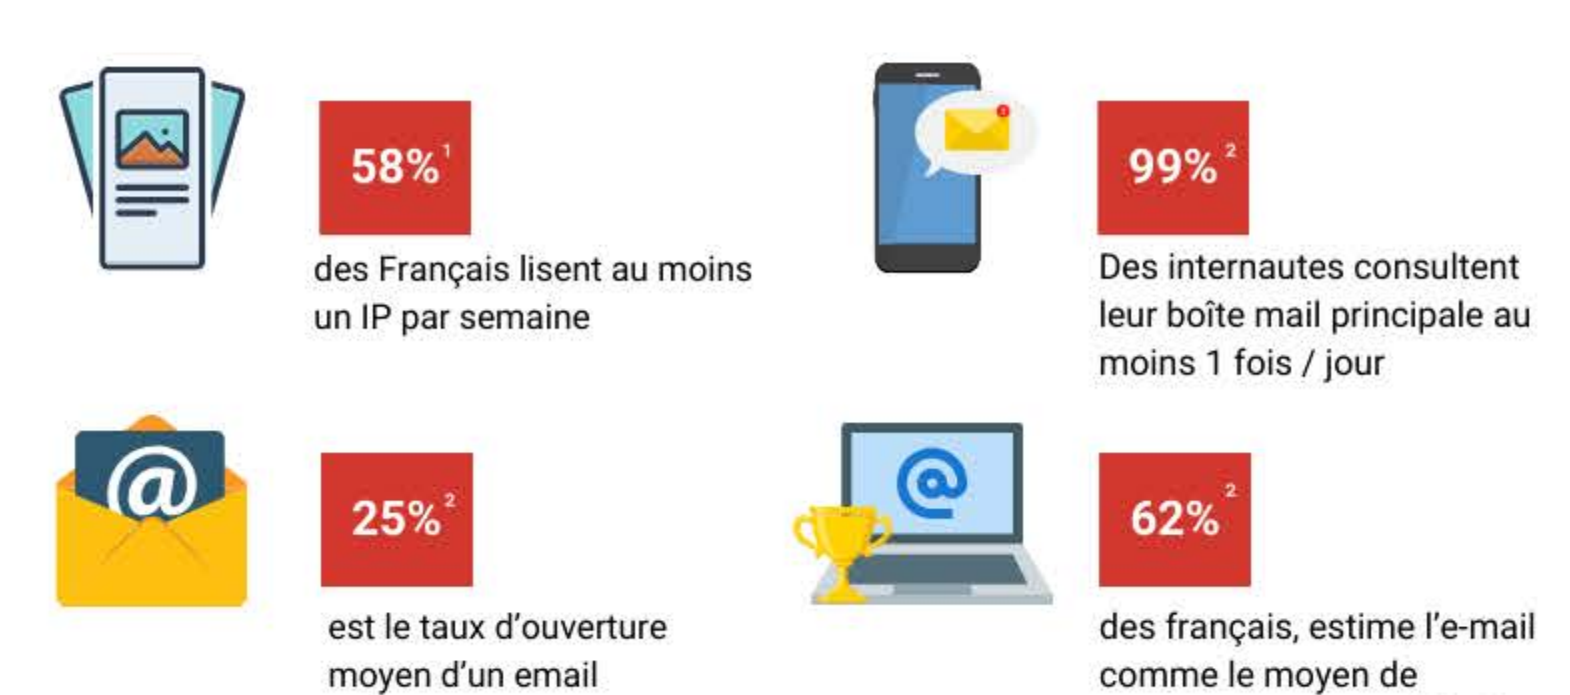 58% 1
des Français lisent au moins
un IP par semaine
99% 2
Des internautes consultent
leur boîte mail principale au
moins 1 fois / jour
@
25% 2
est le taux d'ouverture
moyen d'un email
@
62% 2
des français, estime l'e-mail
comme le moyen de